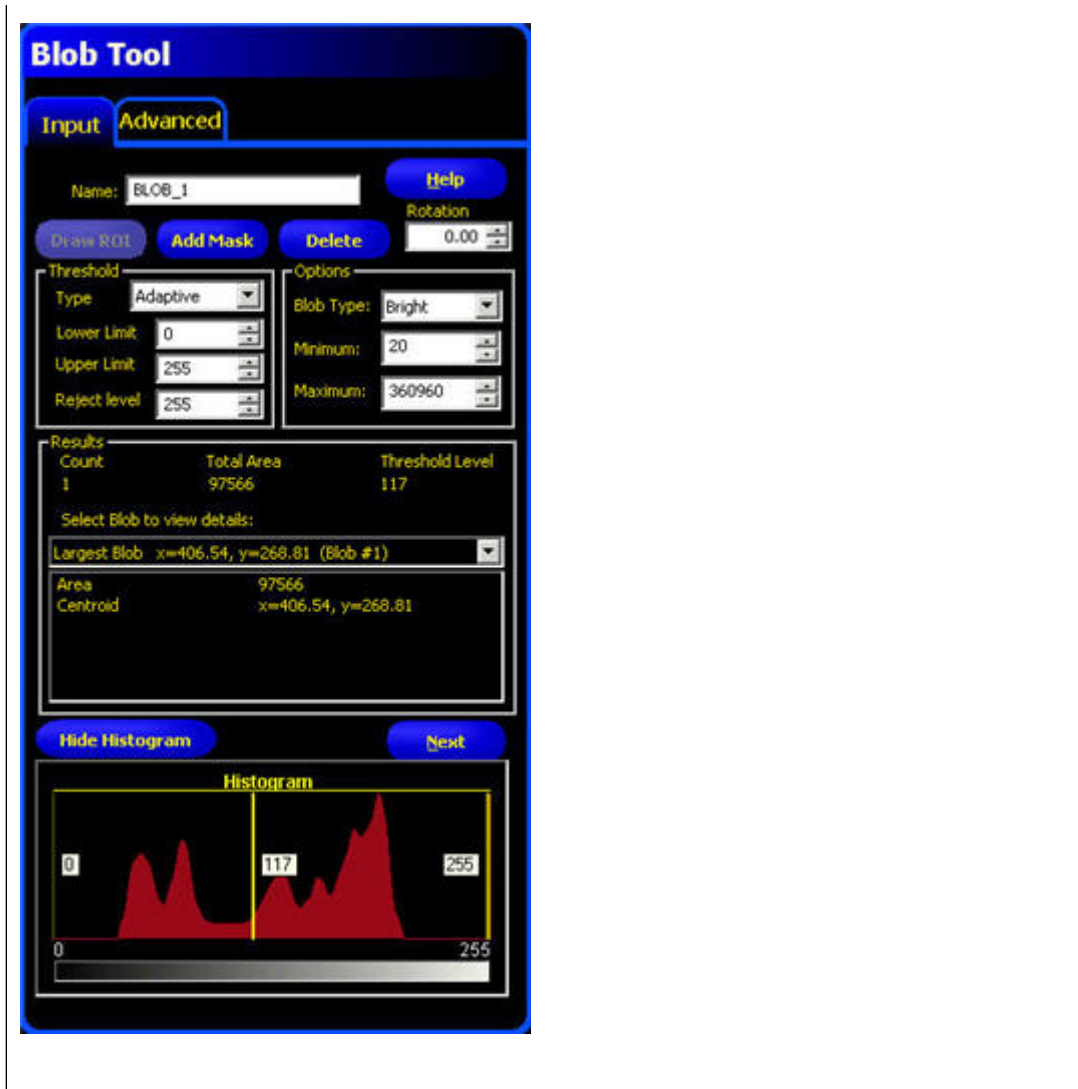 Blob Tool
Input Advanced
Name: BLOB_1 Help
Rotation
Draw ROI Add Mask Delete 0.00
Threshold Options
Type Adaptive Blob Type: Bright
Lower Limit 0 Minimum: 20
Upper Limit 255 Maximum: 360960
Reject level 255
Results
Count Total Area Threshold Level
1 97566 117
Select Blob to view details:
Largest Blob x=406.54, y=268.81 (Blob #1)
Area 97566
Centroid x=406.54, y=268.81
Hide Histogram Next
Histogram
0 117 255
0 255